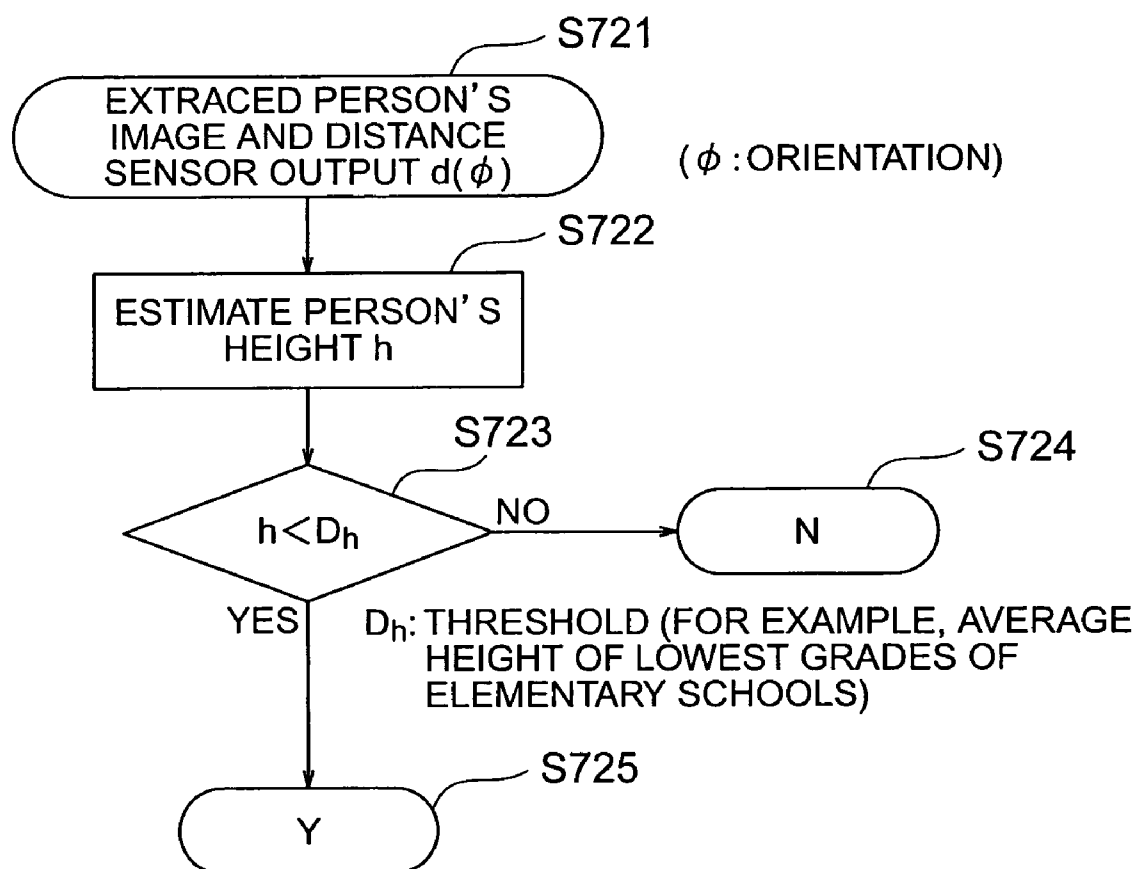 S721
EXTRACED PERSON'S
IMAGE AND DISTANCE
SENSOR OUTPUT d(ϕ)
(ϕ:ORIENTATION)
S722
ESTIMATE PERSON'S
HEIGHT h
S723
h<Dh
NO
S724
N
YES
Dh: THRESHOLD (FOR EXAMPLE, AVERAGE
HEIGHT OF LOWEST GRADES OF
ELEMENTARY SCHOOLS)
S725
Y